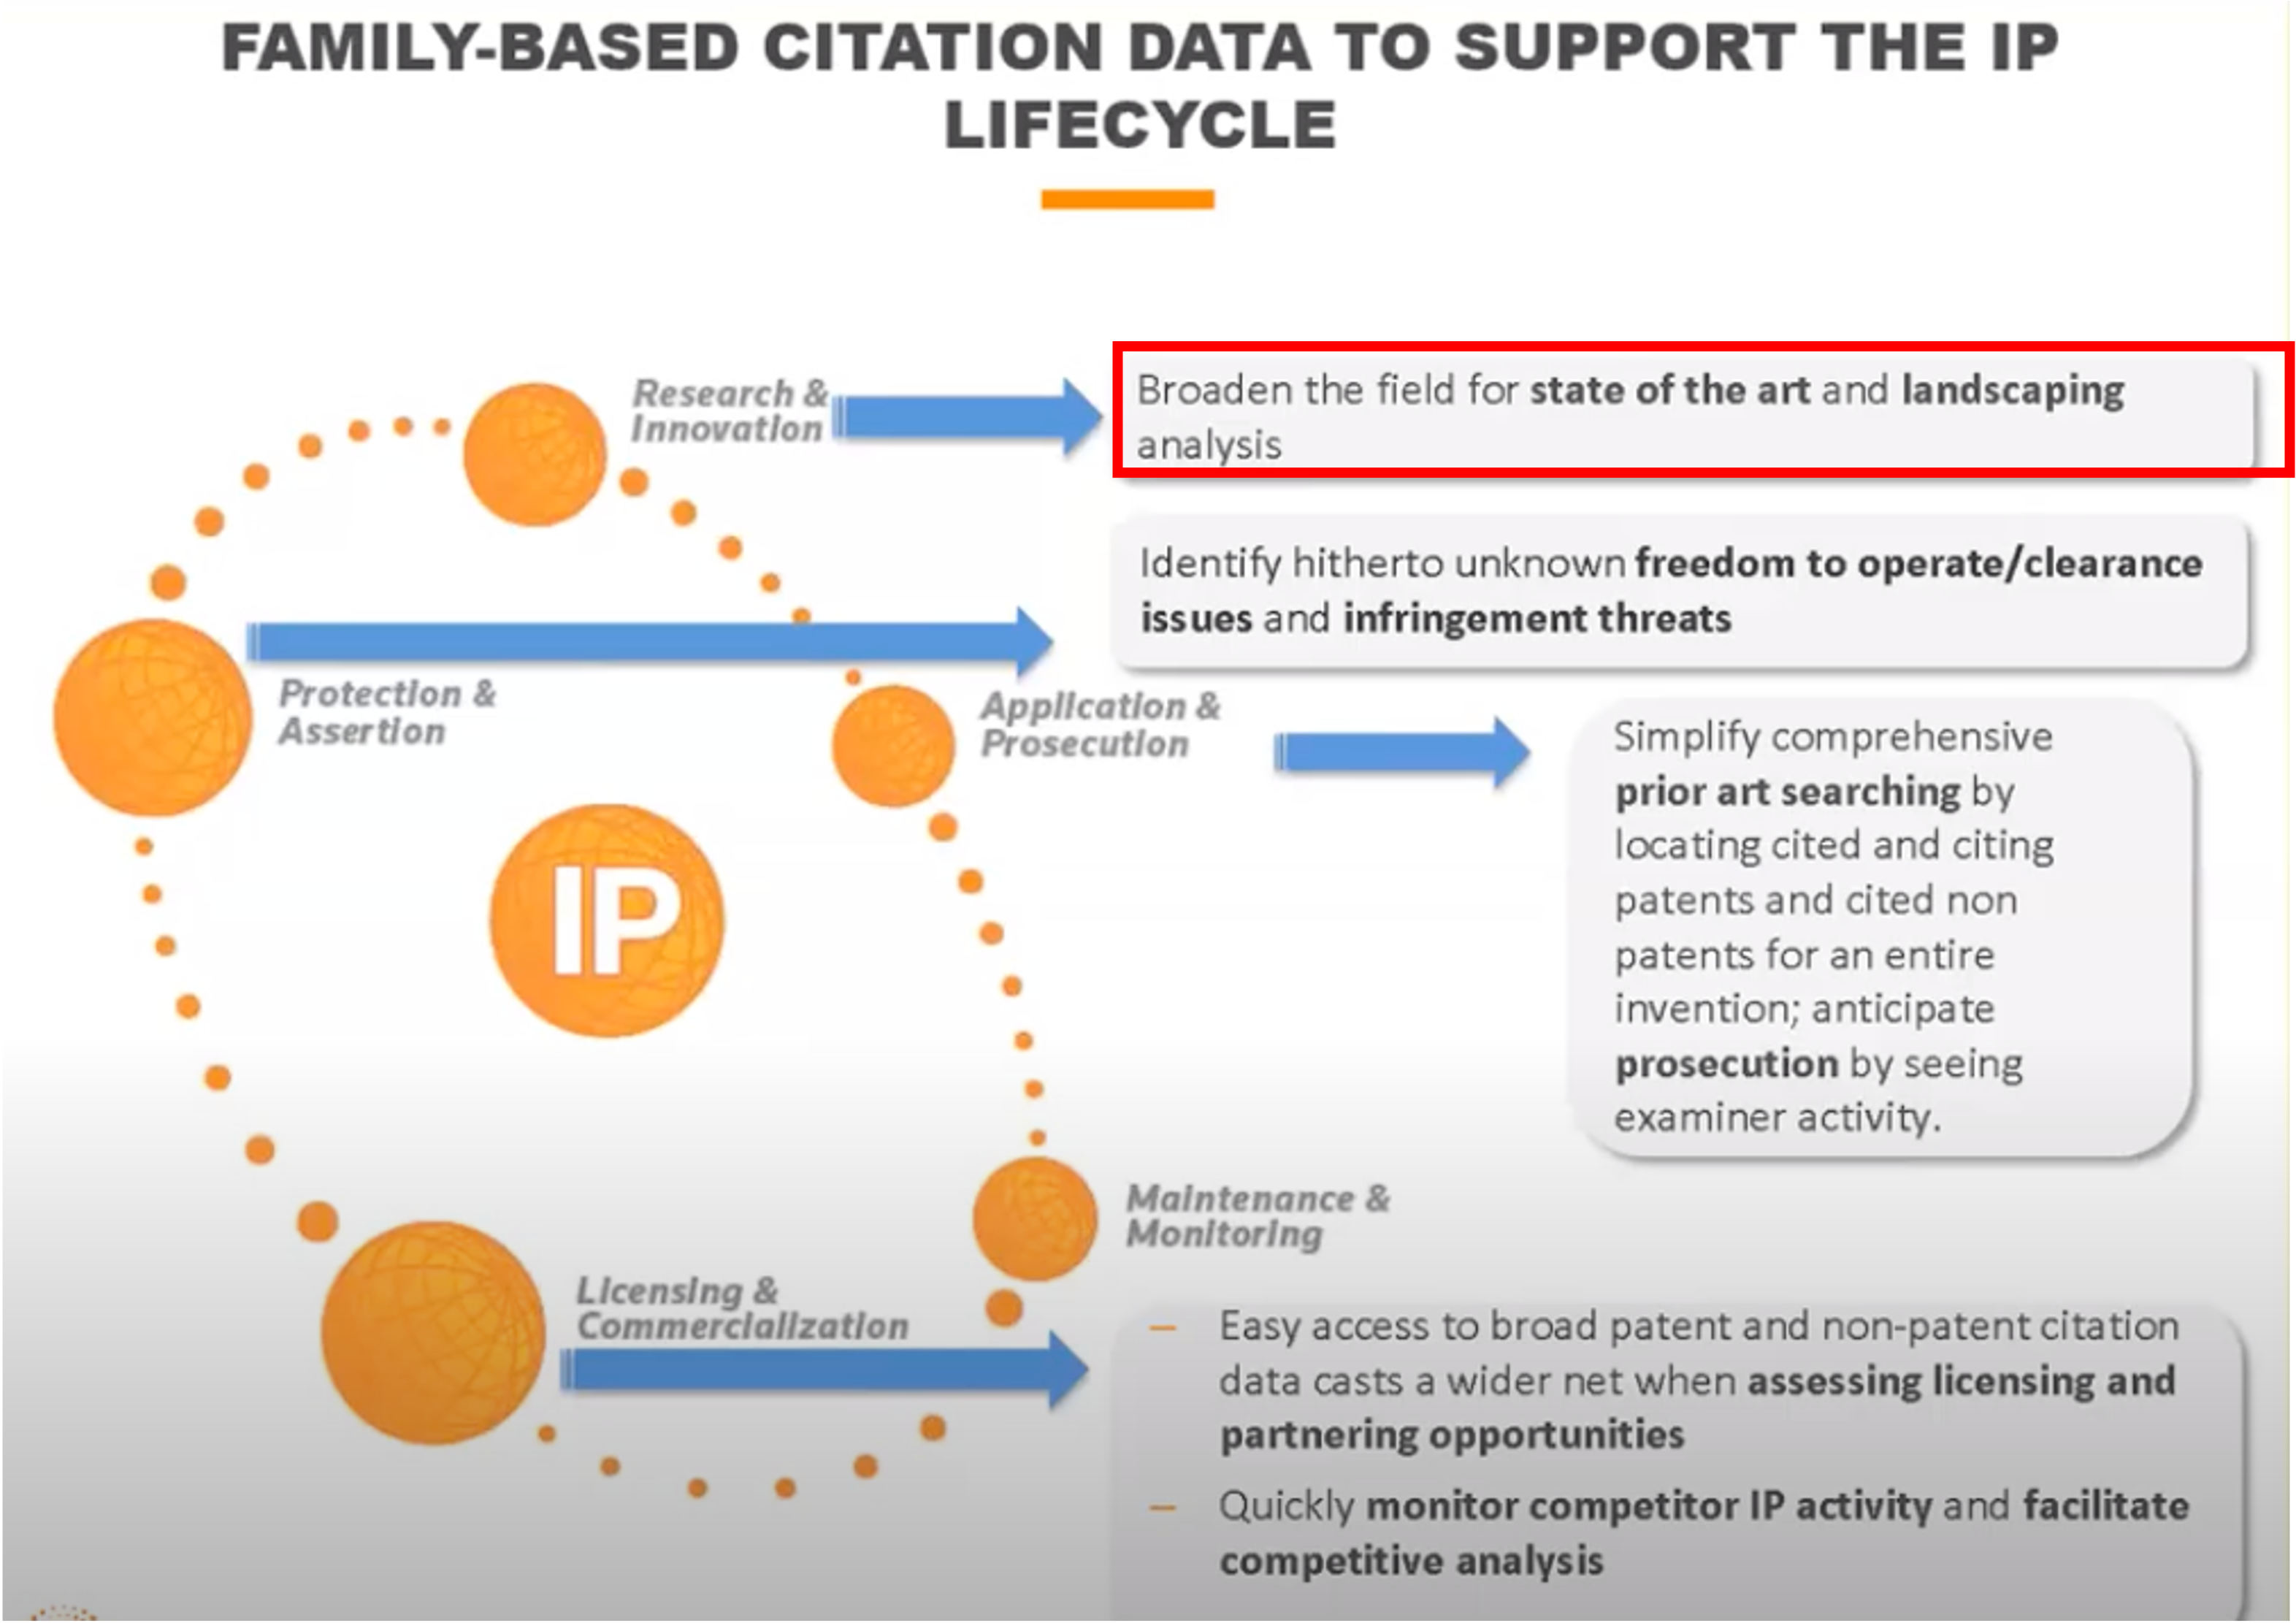 FAMILY-BASED CITATION DATA TO SUPPORT THE IP
LIFECYCLE
Research &
Innovation
Broaden the field for state of the art and landscaping
analysis
Identify hitherto unknown freedom to operate/clearance
issues and infringement threats
Protection &
Assertion
Application &
Prosecution
Simplify comprehensive
prior art searching by
locating cited and citing
patents and cited non
patents for an entire
invention; anticipate
prosecution by seeing
examiner activity.
IP
Maintenance &
Monitoring
Licensing &
Commercialization
– Easy access to broad patent and non-patent citation
data casts a wider net when assessing licensing and
partnering opportunities
– Quickly monitor competitor IP activity and facilitate
competitive analysis